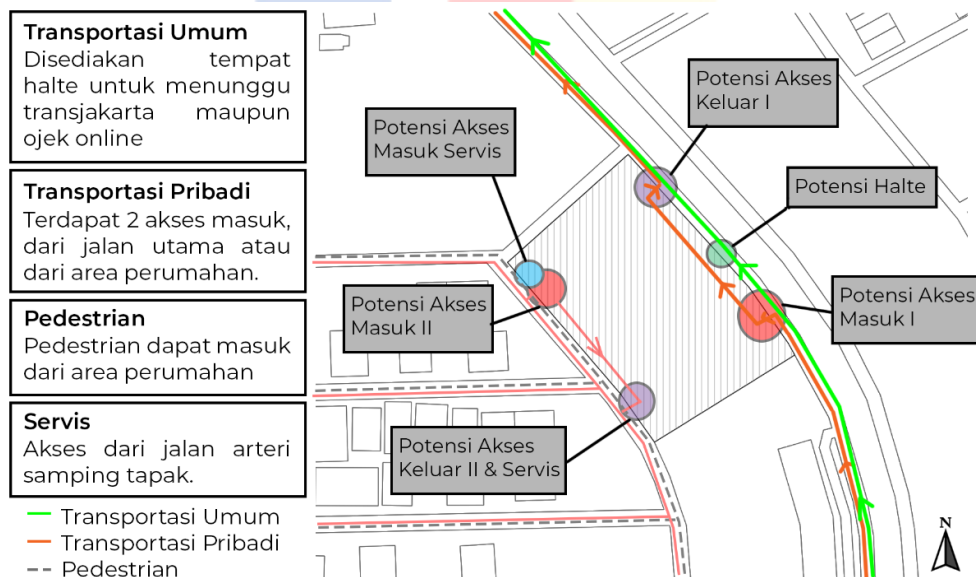 Transportasi Umum
Disediakan tempat
halte untuk menunggu
transjakarta maupun
ojek online
Transportasi Pribadi
Terdapat 2 akses masuk,
dari jalan utama atau
dari area perumahan.
Pedestrian
Pedestrian dapat masuk
dari area perumahan
Servis
Akses dari jalan arteri
samping tapak.
Transportasi Umum
Transportasi Pribadi
Pedestrian
Potensi Akses
Keluar I
Potensi Akses
Masuk Servis
Potensi Halte
Potensi Akses
Masuk II
Potensi Akses
Masuk I
Potensi Akses
Keluar II & Servis
N